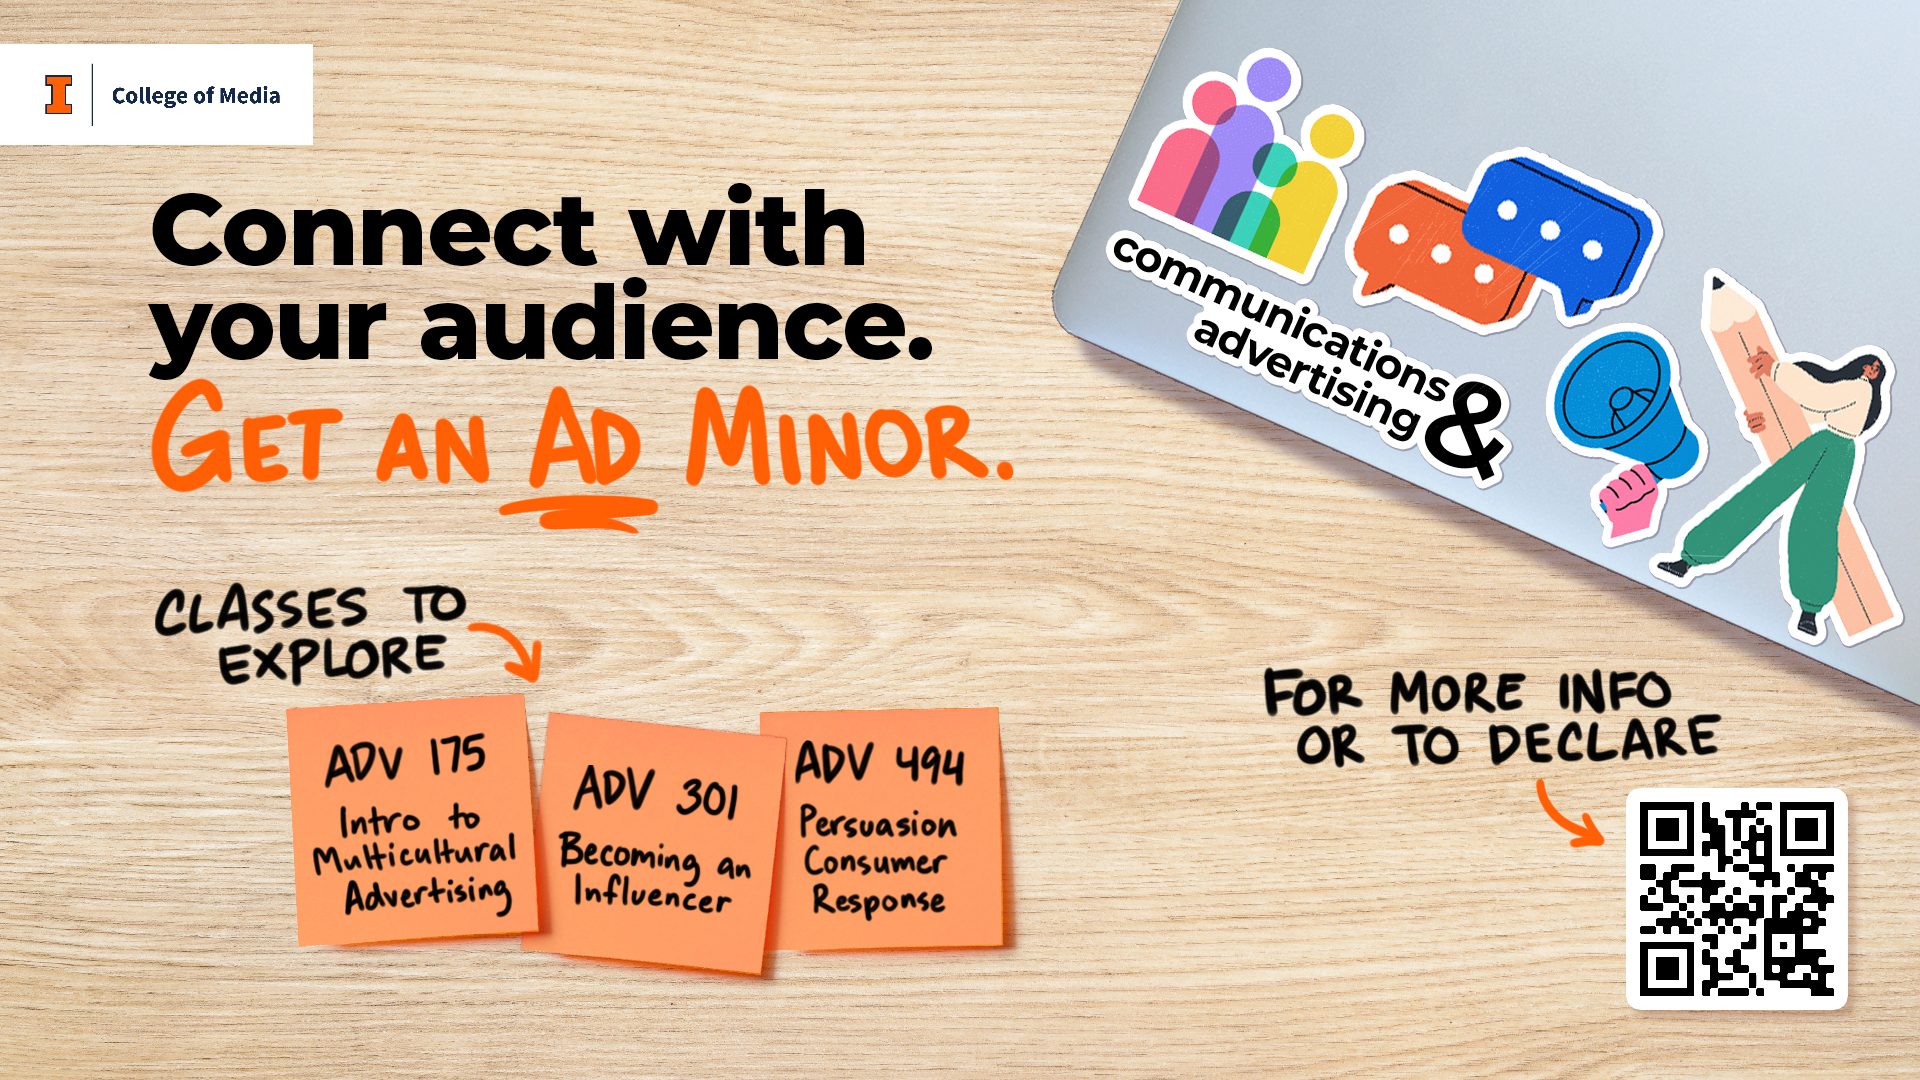 I
College of Media
Connect with
your audience.
GET AN AD MINOR.
communications
advertising
&
CLASSES TO
EXPLORE
ADV 175
Intro to
Multicultural
Advertising
ADV 301
Becoming an
Influencer
ADV 494
Persuasion
Consumer
Response
FOR MORE INFO
OR TO DECLARE